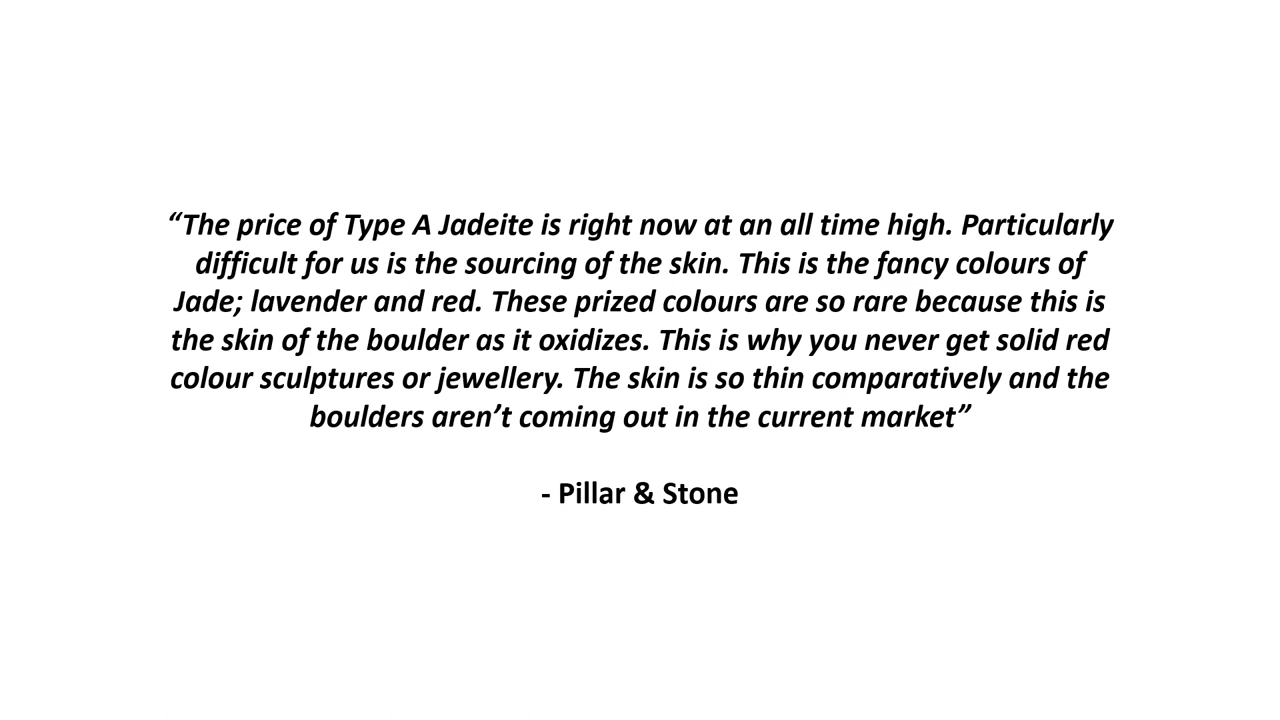 “The price of Type A Jadeite is right now at an all time high. Particularly
difficult for us is the sourcing of the skin. This is the fancy colours of
Jade; lavender and red. These prized colours are so rare because this is
the skin of the boulder as it oxidizes. This is why you never get solid red
colour sculptures or jewellery. The skin is so thin comparatively and the
boulders aren’t coming out in the current market”
- Pillar & Stone